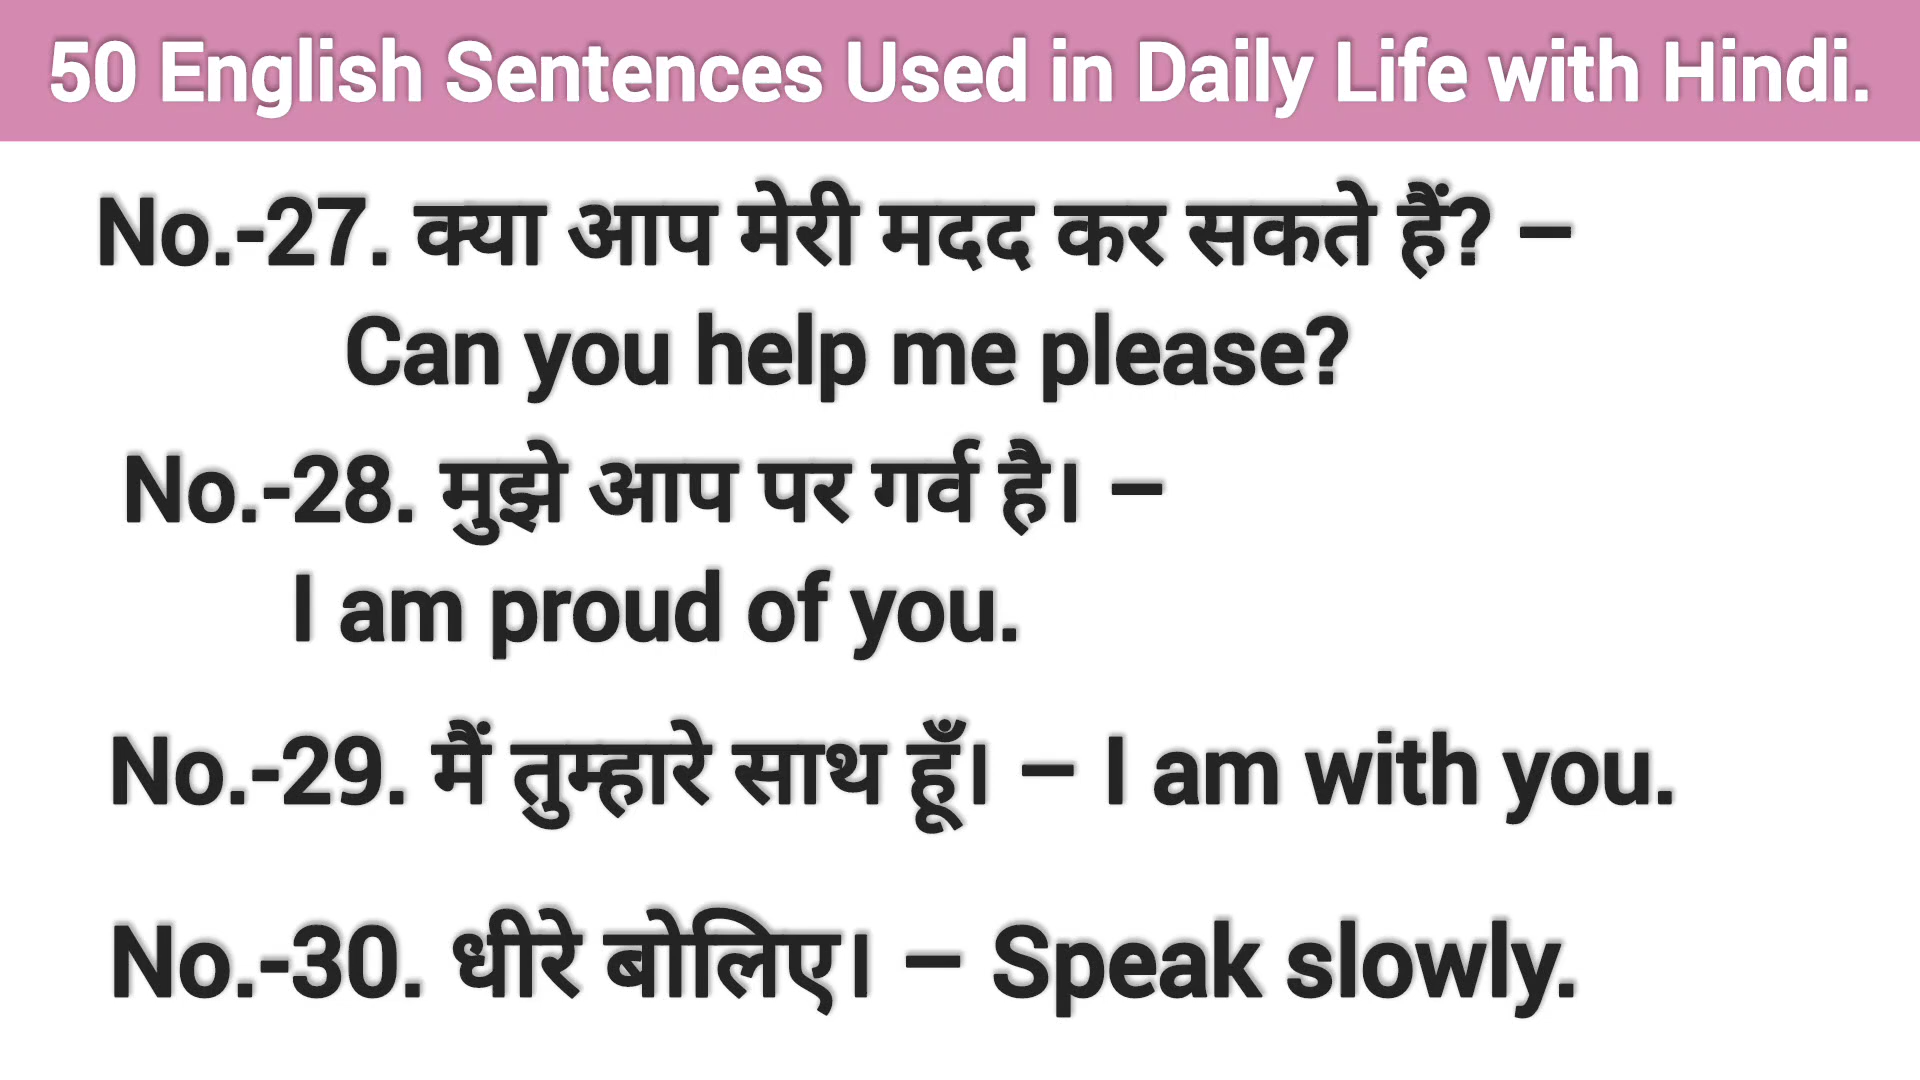 50 English Sentences Used in Daily Life with Hindi.
No.-27. क्या आप मेरी मदद कर सकते हैं? –
Can you help me please?
No.-28. मुझे आप पर गर्व है। –
I am proud of you.
No.-29. मैं तुम्हारे साथ हूँ। – I am with you.
No.-30. धीरे बोलिए। – Speak slowly.